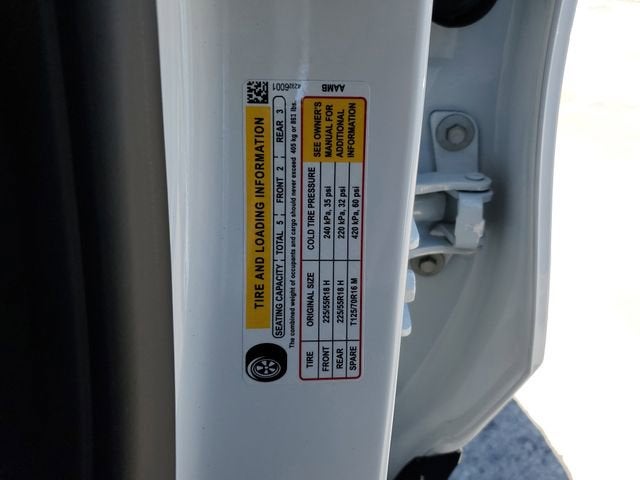 TIRE AND LOADING INFORMATION
SEATING CAPACITY TOTAL 5 FRONT 2 REAR 3
The combined weight of occupants and cargo should never exceed 405 kg or 891 lbs.
TIRE ORIGINAL SIZE COLD TIRE PRESSURE
FRONT 225/55R18 H 240 kPa, 35 psi
REAR 225/55R18 H 220 kPa, 32 psi
SPARE T125/70R16 M 420 kPa, 60 psi
SEE OWNER'S
MANUAL FOR
ADDITIONAL
INFORMATION
AAMB